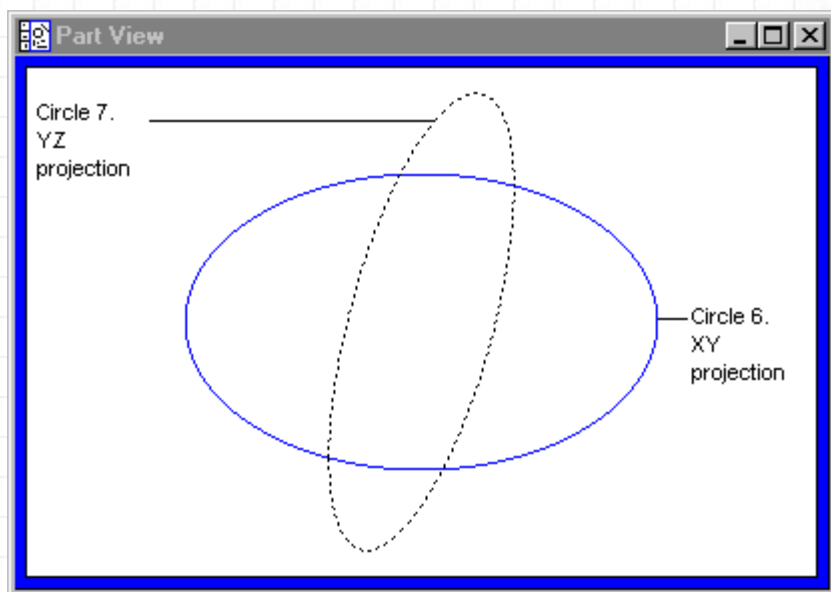 Part View
Circle 7.
YZ
projection
Circle 6.
XY
projection